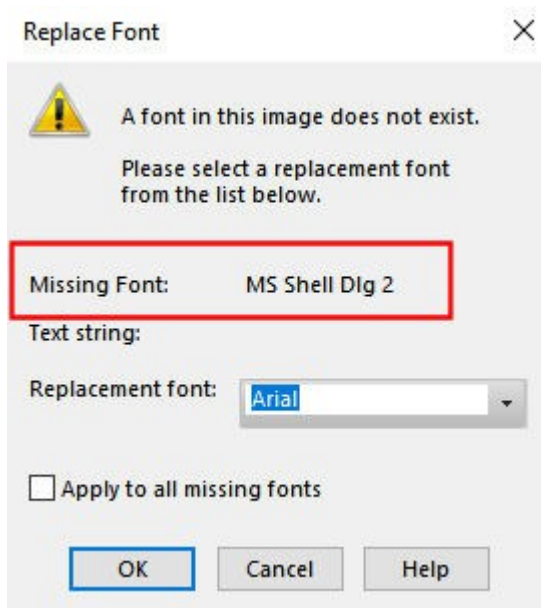 Replace Font
A font in this image does not exist.
Please select a replacement font
from the list below.
Missing Font: MS Shell Dlg 2
Text string:
Replacement font: Arial
Apply to all missing fonts
OK Cancel Help